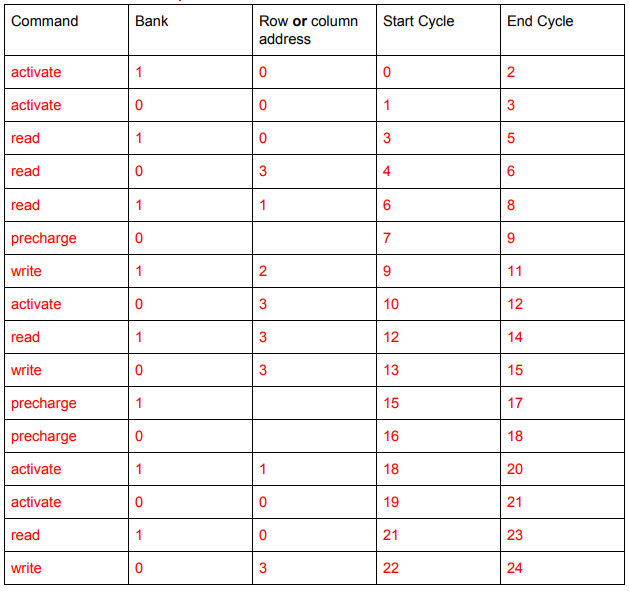 Command Bank Row or column address Start Cycle End Cycle
activate 1 0 0 2
activate 0 0 1 3
read 1 0 3 5
read 0 3 4 6
read 1 1 6 8
precharge 0 7 9
write 1 2 9 11
activate 0 3 10 12
read 1 3 12 14
write 0 3 13 15
precharge 1 15 17
precharge 0 16 18
activate 1 1 18 20
activate 0 0 19 21
read 1 0 21 23
write 0 3 22 24